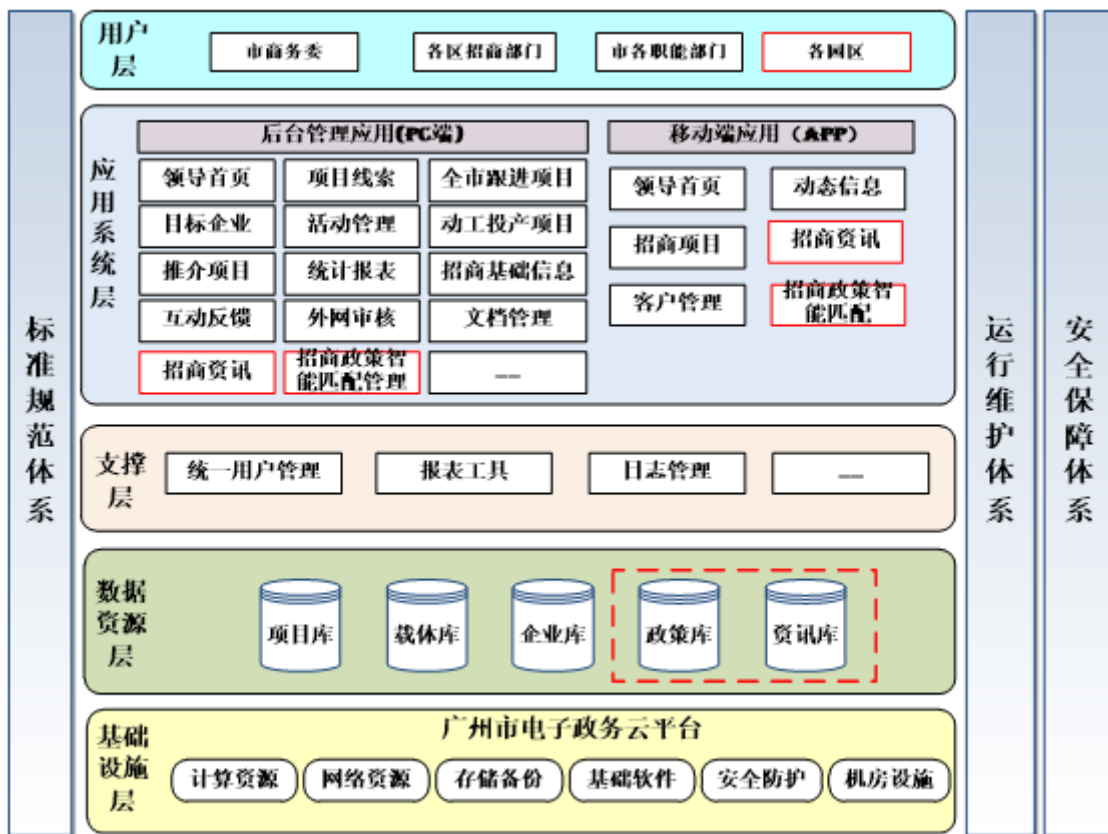 标准规范体系
用户层
市商务委
各区招商部门
市各职能部门
各园区
应用系统层
后台管理应用(PC端)
领导首页
项目线索
全市跟进项目
目标企业
活动管理
动工投产项目
推介项目
统计报表
招商基础信息
互动反馈
外网审核
文档管理
招商资讯
招商政策智
能匹配管理
......
移动端应用（APP）
领导首页
动态信息
招商项目
招商资讯
客户管理
招商政策智
能匹配
支撑层
统一用户管理
报表工具
日志管理
......
数据
资源
层
项目库
载体库
企业库
政策库
资讯库
基础
设施
层
广州市电子政务云平台
计算资源
网络资源
存储备份
基础软件
安全防护
机房设施
运行维护体系
安全保障体系